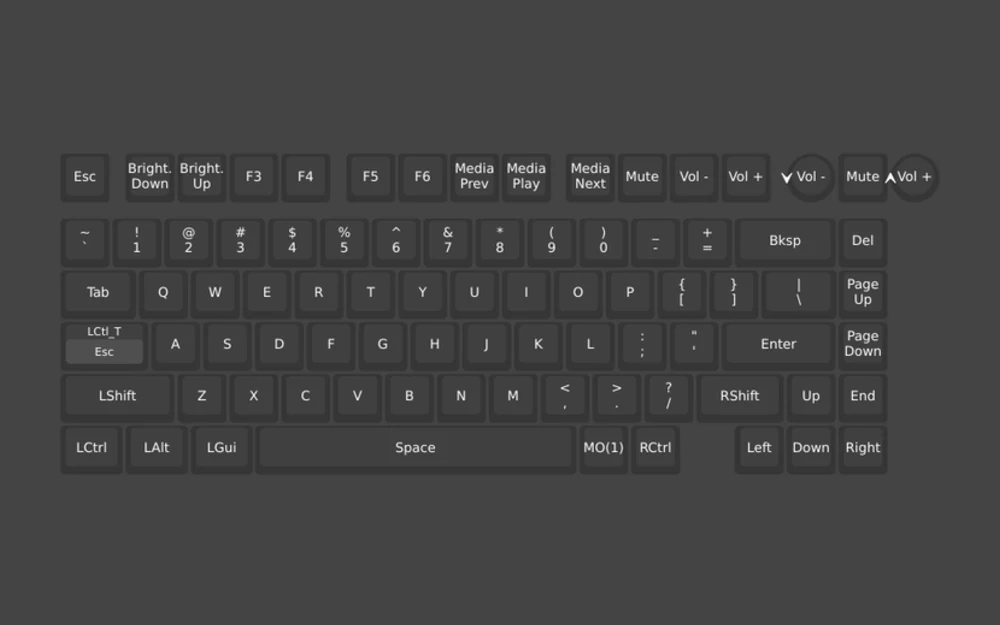 Esc Bright. Down Bright. Up F3 F4 F5 F6 Media Prev Media Play Media Next Mute Vol - Vol + Vol - Mute Vol +
~ ` ! 1 @ 2 # 3 $ 4 % 5 ^ 6 & 7 * 8 ( 9 ) 0 _ - + = Bksp Del
Tab Q W E R T Y U I O P { [ } ] | \ Page Up
LCtl_T Esc A S D F G H J K L : ; " ' Enter Page Down
LShift Z X C V B N M < , > . ? / RShift Up End
LCtrl LAlt LGui Space MO(1) RCtrl Left Down Right